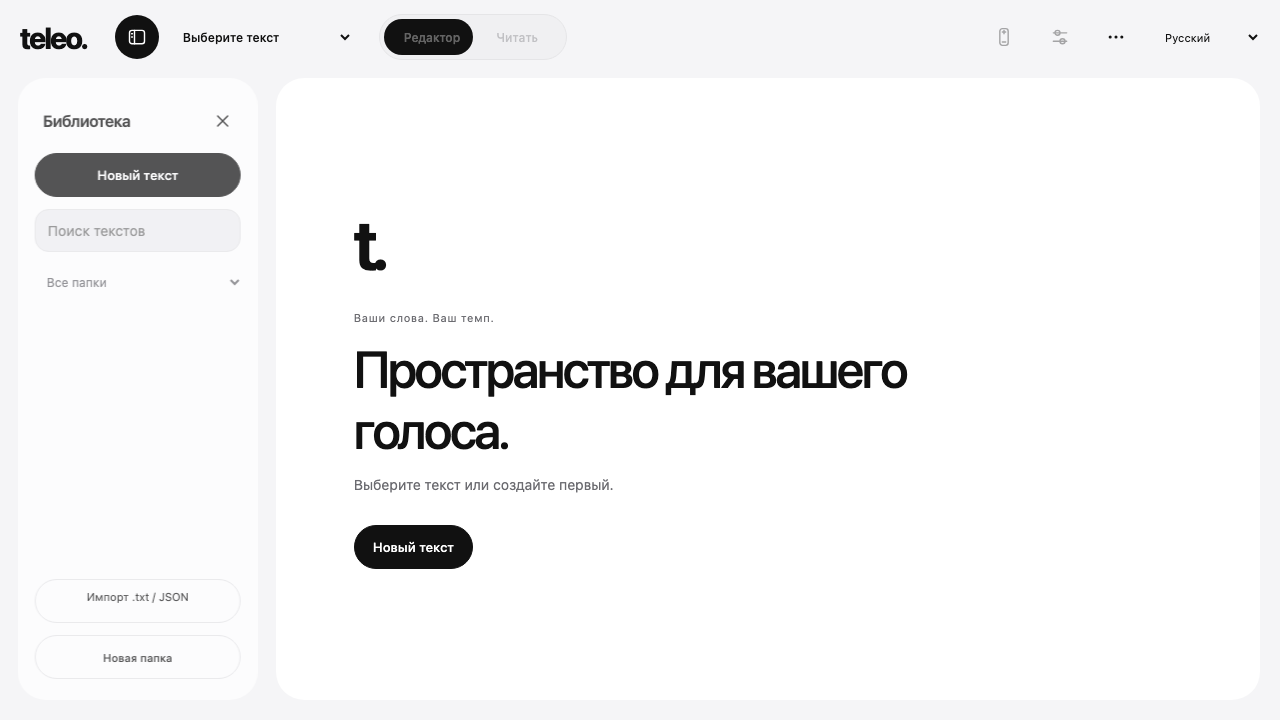 teleo.
Выберите текст
Редактор
Читать
Русский
Библиотека
Новый текст
Поиск текстов
Все папки
Импорт .txt / JSON
Новая папка
t.
Ваши слова. Ваш темп.
Пространство для вашего
голоса.
Выберите текст или создайте первый.
Новый текст